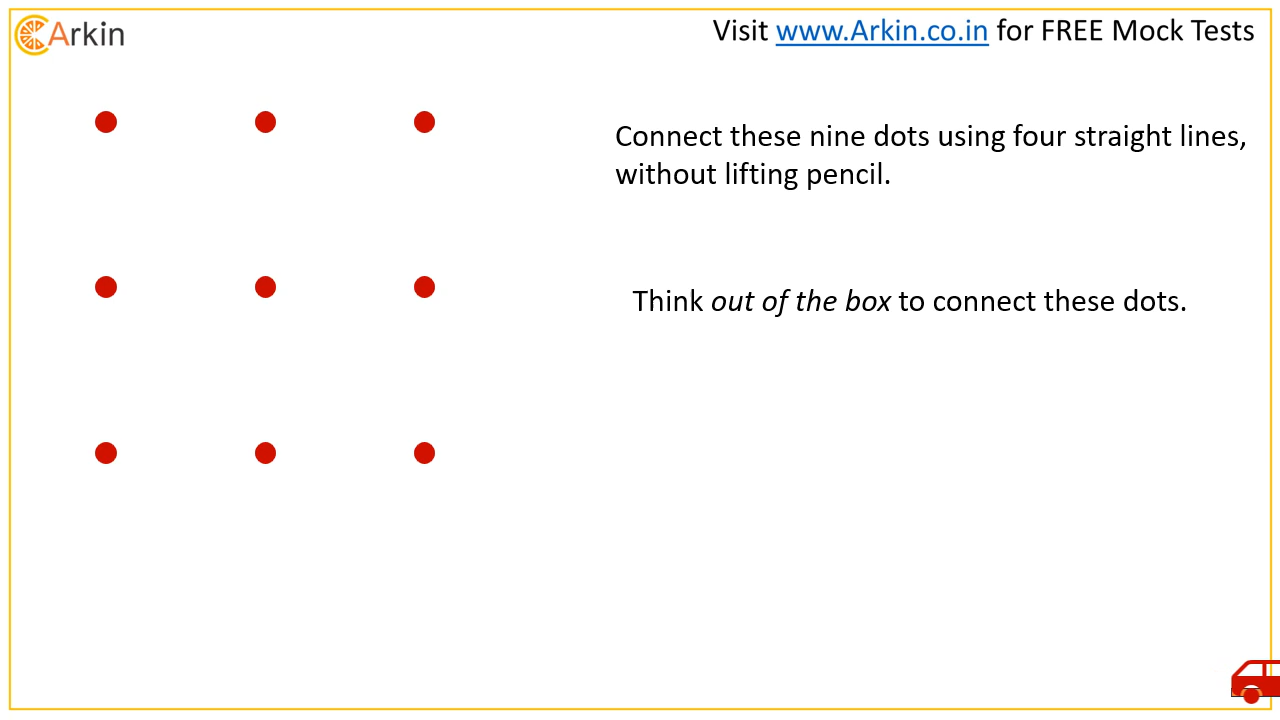 Arkin
Visit www.Arkin.co.in for FREE Mock Tests
Connect these nine dots using four straight lines,
without lifting pencil.
Think out of the box to connect these dots.